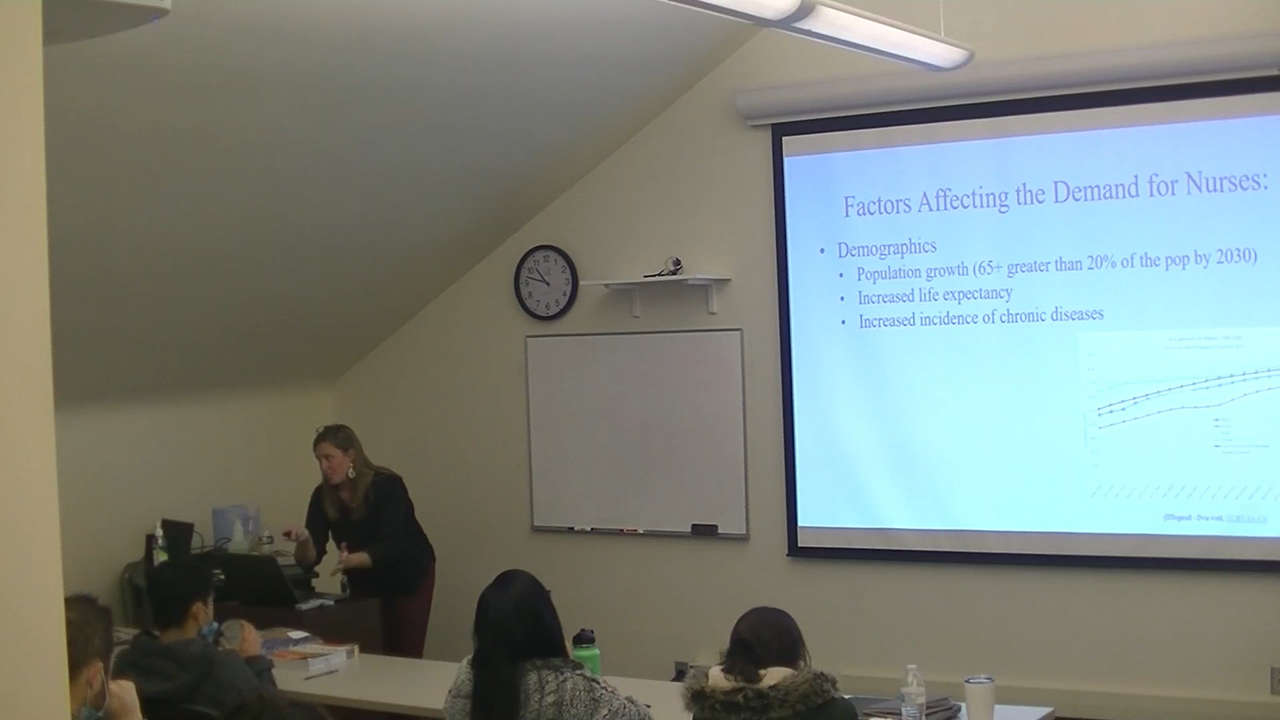 Factors Affecting the Demand for Nurses:
• Demographics
• Population growth (65+ greater than 20% of the pop by 2030)
• Increased life expectancy
• Increased incidence of chronic diseases